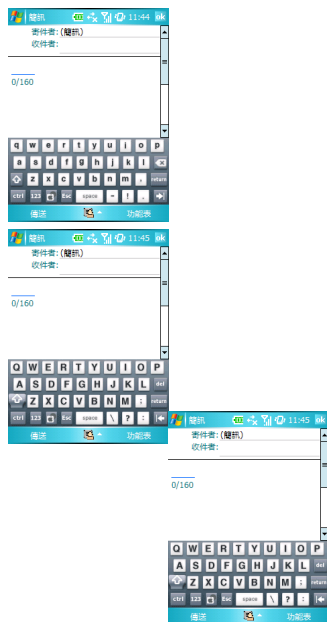 簡訊 11:44 ok
寄件者: (簡訊)
收件者:
0/160
q w e r t y u i o p
a s d f g h j k l
z x c v b n m , return
ctrl 123 Esc space - ! .
傳送 功能表
簡訊 11:45 ok
寄件者: (簡訊)
收件者:
0/160
Q W E R T Y U I O P
A S D F G H J K L del
Z X C V B N M ; return
ctrl 123 Esc space \ ? :
傳送 功能表
簡訊 11:45 ok
寄件者: (簡訊)
收件者:
0/160
Q W E R T Y U I O P
A S D F G H J K L del
Z X C V B N M ; return
ctrl 123 Esc space \ ? :
傳送 功能表